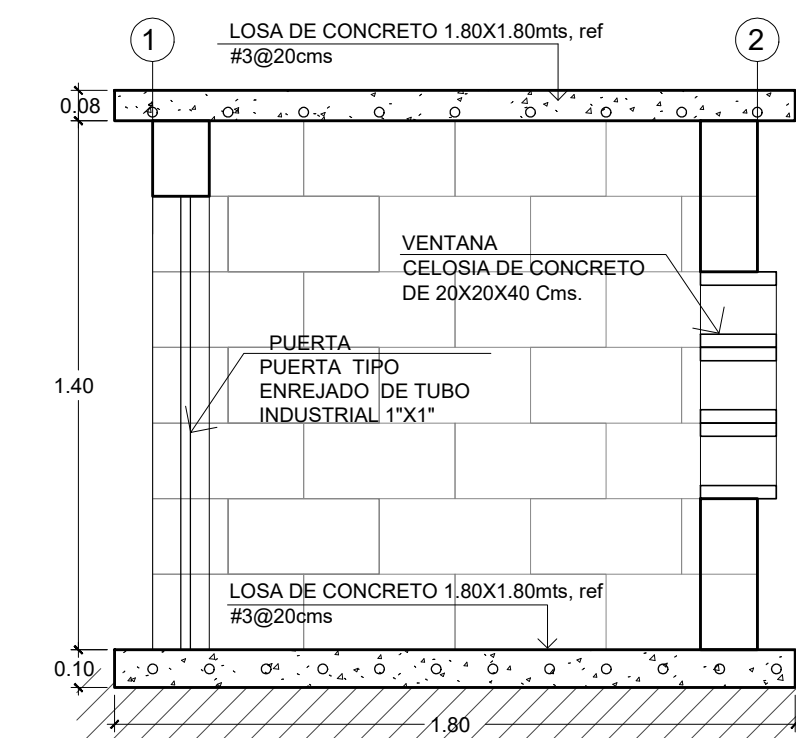 1
2
LOSA DE CONCRETO 1.80X1.80mts, ref
#3@20cms
0.08
VENTANA
CELOSIA DE CONCRETO
DE 20X20X40 Cms.
PUERTA
PUERTA TIPO
ENREJADO DE TUBO
INDUSTRIAL 1"X1"
1.40
LOSA DE CONCRETO 1.80X1.80mts, ref
#3@20cms
0.10
1.80